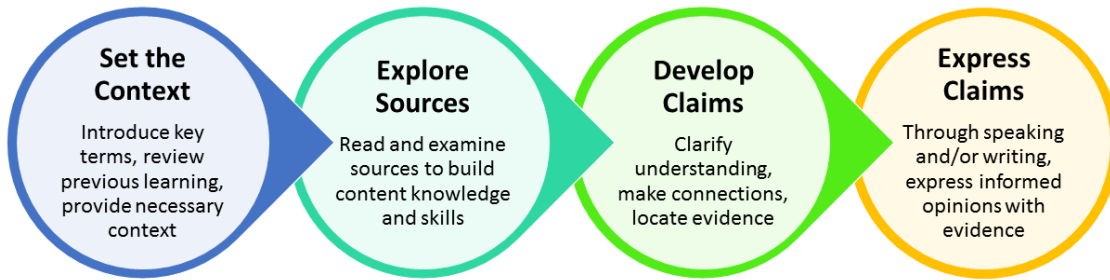 Set the
Context
Introduce key
terms, review
previous learning,
provide necessary
context
Explore
Sources
Read and examine
sources to build
content knowledge
and skills
Develop
Claims
Clarify
understanding,
make connections,
locate evidence
Express
Claims
Through speaking
and/or writing,
express informed
opinions with
evidence